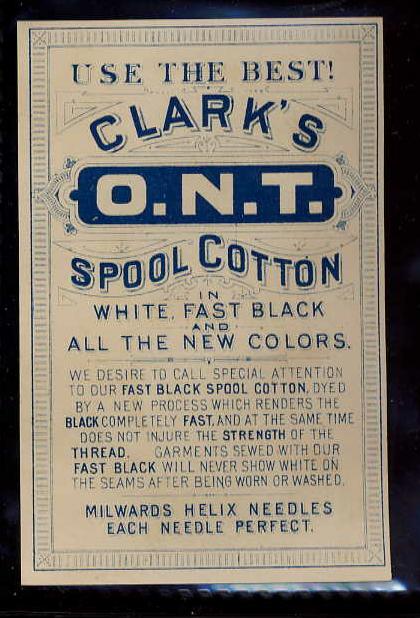 USE THE BEST!
CLARK'S
O.N.T.
SPOOL COTTON
IN
WHITE, FAST BLACK
AND
ALL THE NEW COLORS.
WE DESIRE TO CALL SPECIAL ATTENTION
TO OUR FAST BLACK SPOOL COTTON, DYED
BY A NEW PROCESS WHICH RENDERS THE
BLACK COMPLETELY FAST, AND AT THE SAME TIME
DOES NOT INJURE THE STRENGTH OF THE
THREAD. GARMENTS SEWED WITH OUR
FAST BLACK WILL NEVER SHOW WHITE ON
THE SEAMS AFTER BEING WORN OR WASHED.
MILWARDS HELIX NEEDLES
EACH NEEDLE PERFECT.